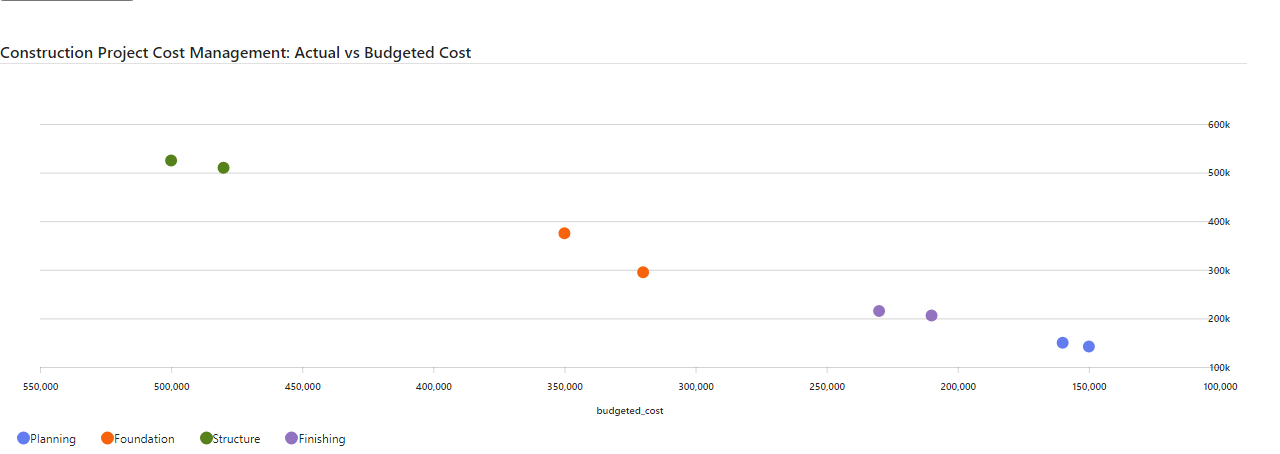 Construction Project Cost Management: Actual vs Budgeted Cost
600k
500k
400k
300k
200k
100k
550,000 500,000 450,000 400,000 350,000 300,000 250,000 200,000 150,000 100,000
budgeted_cost
Planning Foundation Structure Finishing